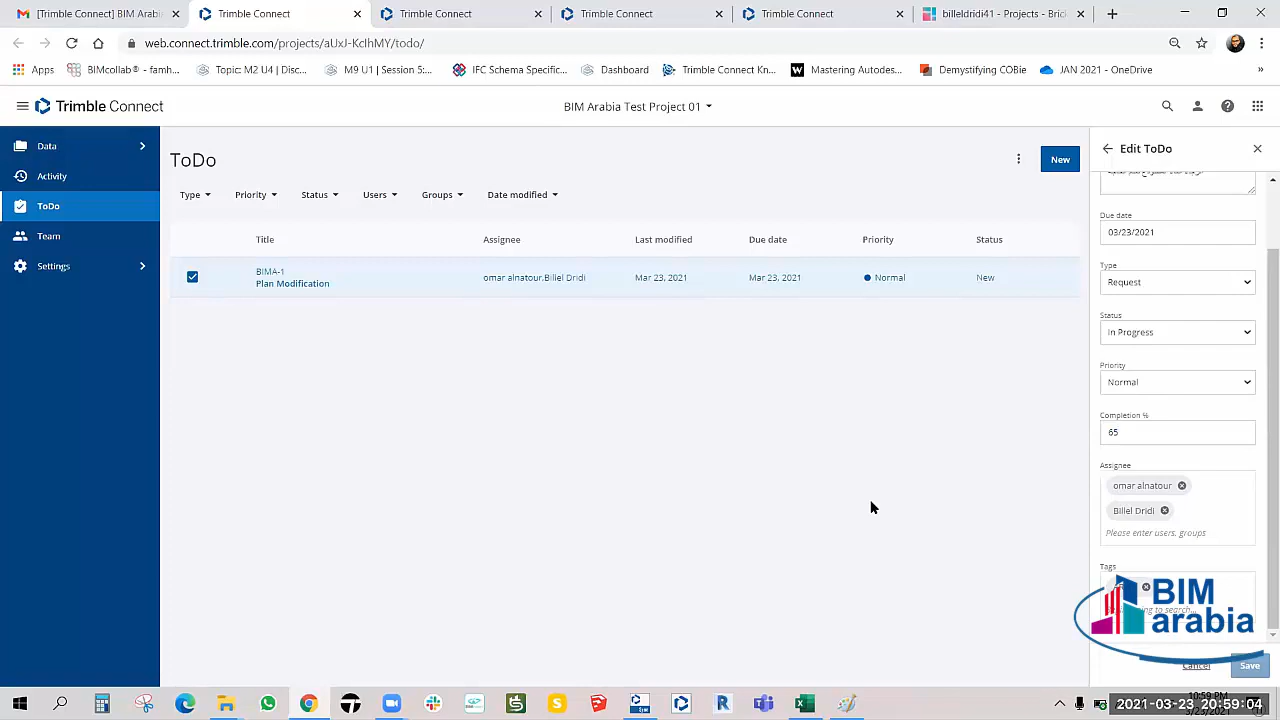 [Trimble Connect] BIM Arabia
Trimble Connect
Trimble Connect
Trimble Connect
Trimble Connect
billeldridi41 - Projects - Bric
web.connect.trimble.com/projects/aUxJ-KcIhMY/todo/
Apps
BIMcollab® - famh...
Topic: M2 U4 | Disc...
M9 U1 | Session 5:...
IFC Schema Specific...
Dashboard
Trimble Connect Kn...
Mastering Autodes...
Demystifying COBie
JAN 2021 - OneDrive
»
Trimble Connect
BIM Arabia Test Project 01
Data
Activity
ToDo
Team
Settings
ToDo
New
Type
Priority
Status
Users
Groups
Date modified
Title
Assignee
Last modified
Due date
Priority
Status
BIMA-1
Plan Modification
omar alnatour,Billel Dridi
Mar 23, 2021
Mar 23, 2021
Normal
New
Edit ToDo
Due date
03/23/2021
Type
Request
Status
In Progress
Priority
Normal
Completion %
65
Assignee
omar alnatour
Billel Dridi
Please enter users, groups
Tags
BIM
arabia
Cancel
Save
10:59 PM
2021-03-23 20:59:04